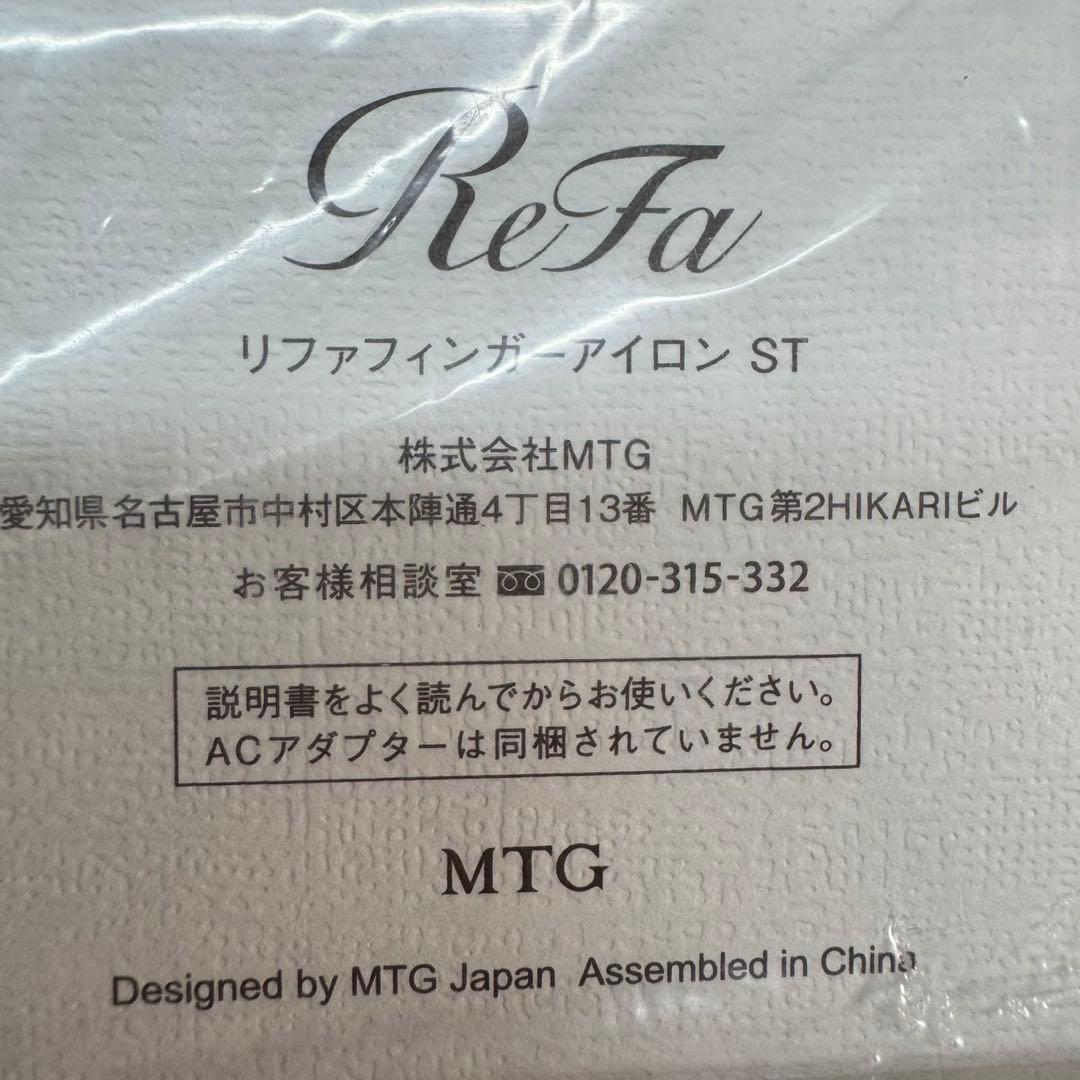 ReFa
リファフィンガーアイロン ST
株式会社MTG
愛知県名古屋市中村区本陣通4丁目13番 MTG第2HIKARIビル
お客様相談室 0120-315-332
説明書をよく読んでからお使いください。
ACアダプターは同梱されていません。
MTG
Designed by MTG Japan Assembled in China